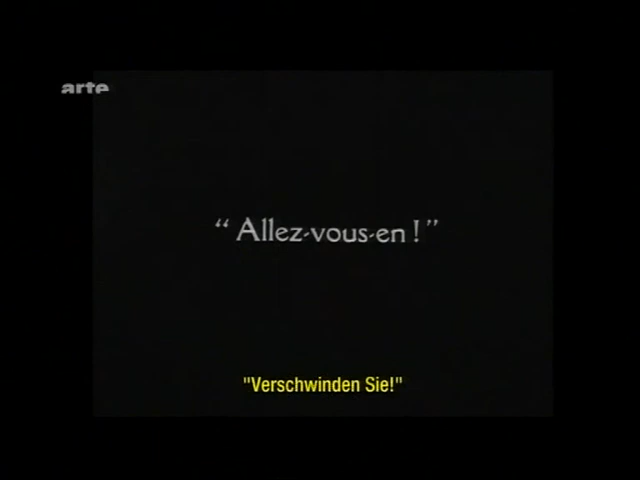 arte
“ Allez-vous-en ! ”
"Verschwinden Sie!"